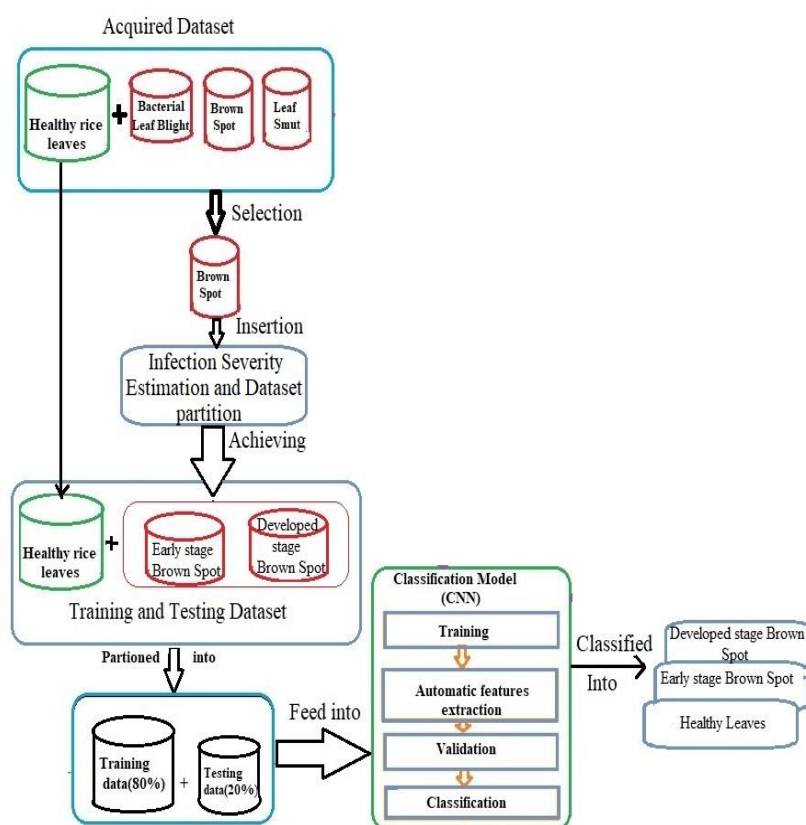 Acquired Dataset
Healthy rice
leaves
+
Bacterial
Leaf Blight
Brown
Spot
Leaf
Smut
Selection
Brown
Spot
Insertion
Infection Severity
Estimation and Dataset
partition
Achieving
Healthy rice
leaves
+
Early stage
Brown Spot
Developed
stage
Brown Spot
Training and Testing Dataset
Partioned into
Training
data(80%)
+
Testing
data(20%)
Feed into
Classification Model
(CNN)
Training
Automatic features
extraction
Validation
Classification
Classified
Into
Developed stage Brown
Spot
Early stage Brown Spot
Healthy Leaves